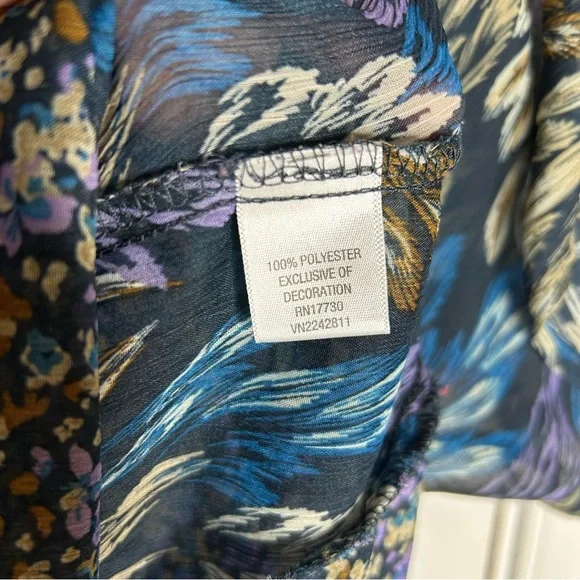 100% POLYESTER
EXCLUSIVE OF
DECORATION
RN17730
VN2242811